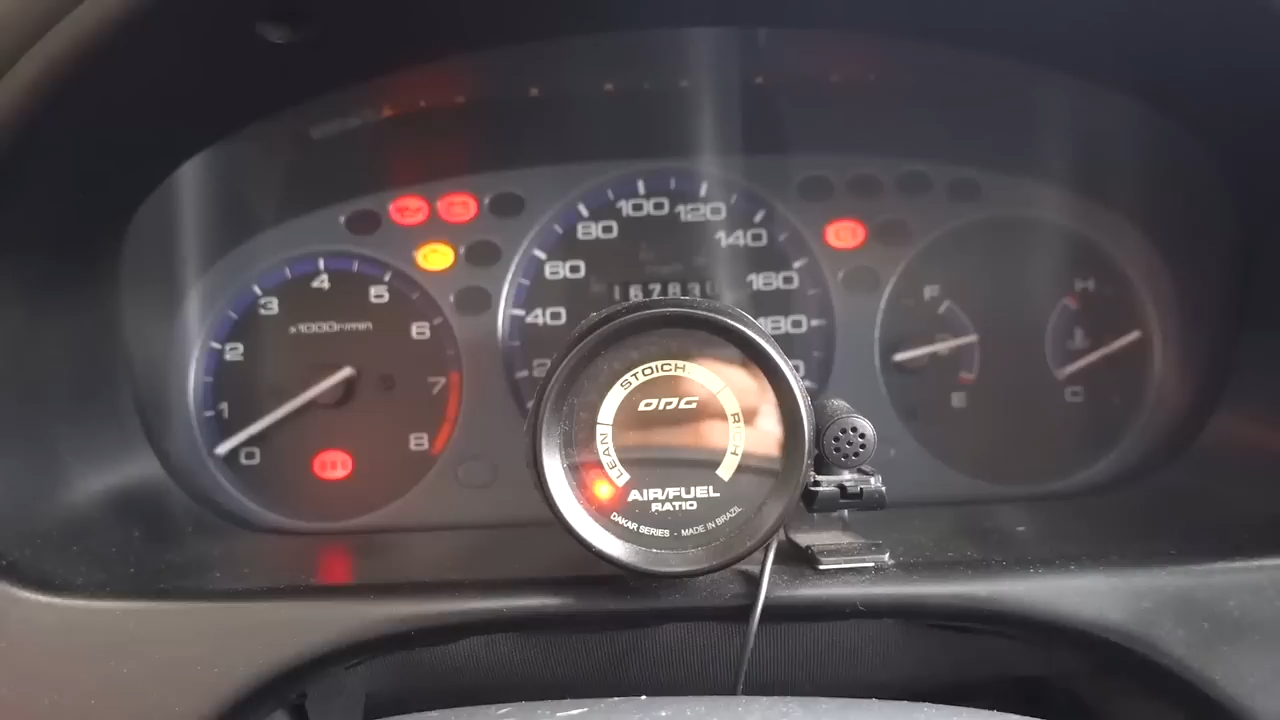 100
120
80
140
60
160
40
180
4
3
5
x1000r/min
6
2
7
1
8
0
F
E
H
C
STOICH.
ODG
LEAN
RICH
AIR/FUEL
RATIO
DAKAR SERIES - MADE IN BRAZIL